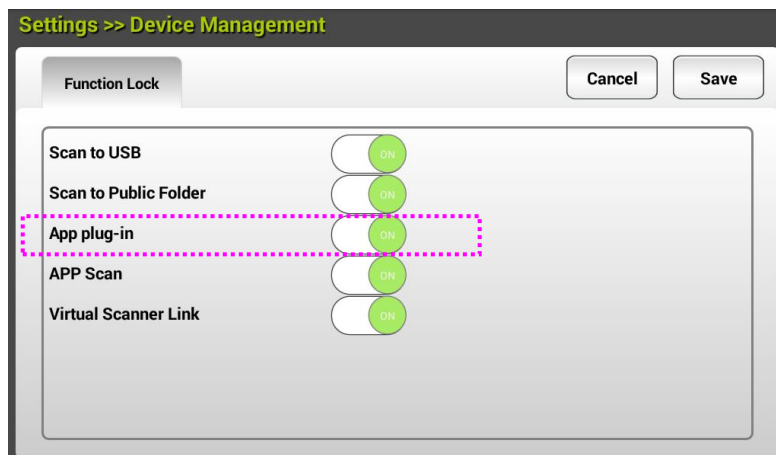 Settings >> Device Management
Function Lock
Cancel
Save
Scan to USB
ON
Scan to Public Folder
ON
App plug-in
ON
APP Scan
ON
Virtual Scanner Link
ON